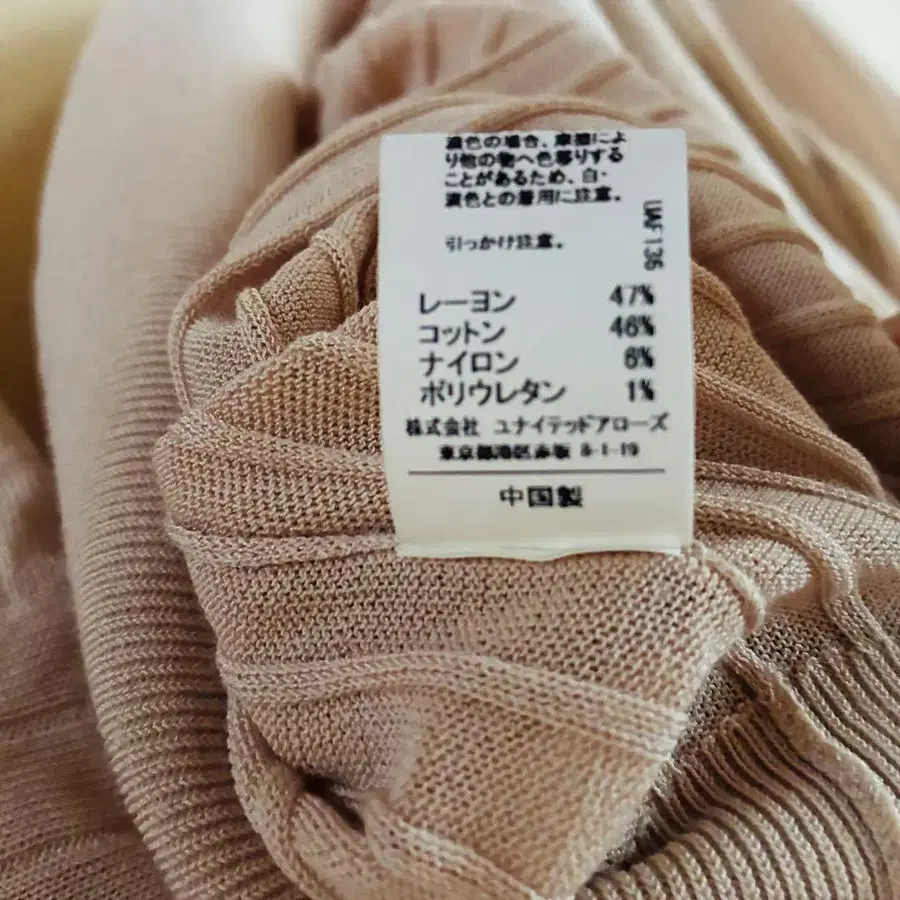 濃色の場合、摩擦によ
り他の物へ色移りする
ことがあるため、白・
淡色との着用に注意。
引っかけ注意。
UAF 136
レーヨン 47%
コットン 46%
ナイロン 6%
ポリウレタン 1%
株式会社 ユナイテッドアローズ
東京都港区赤坂 8-1-19
中国製